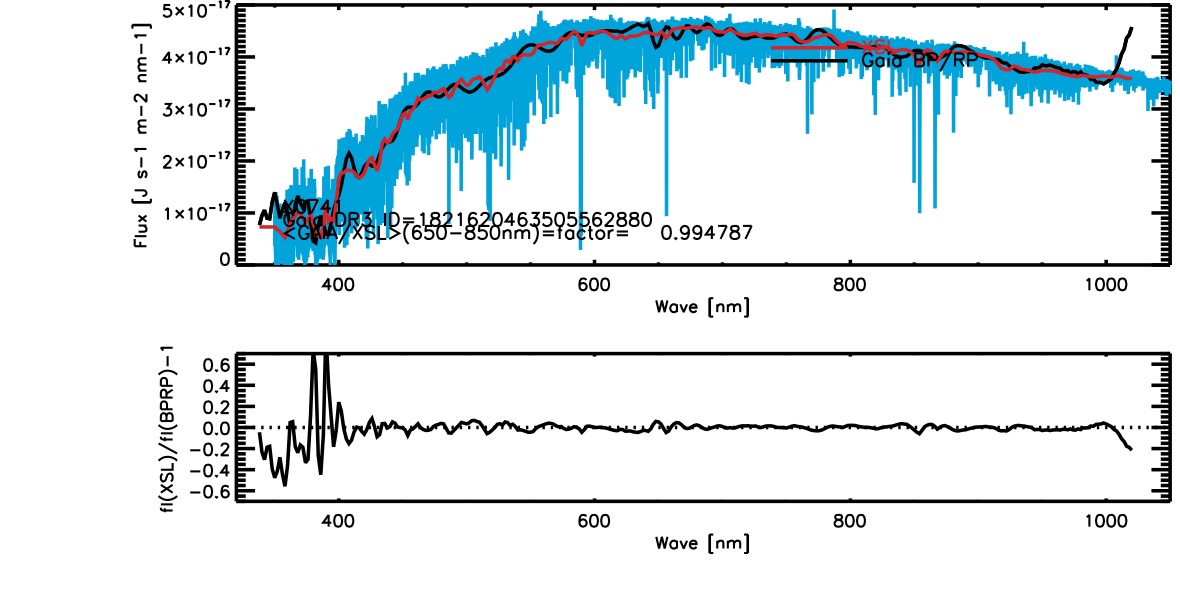 5×10−17
4×10−17
3×10−17
2×10−17
1×10−17
0
Flux [J s−1 m−2 nm−1]
XSL
Gaia BP/RP
X0741
Gaia DR3 ID=1821620463505562880
<GAIA/XSL>(650−850nm)=factor= 0.994787
400 600 800 1000
Wave [nm]
0.6
0.4
0.2
0.0
−0.2
−0.4
−0.6
fl(XSL)/fl(BPRP)−1
400 600 800 1000
Wave [nm]